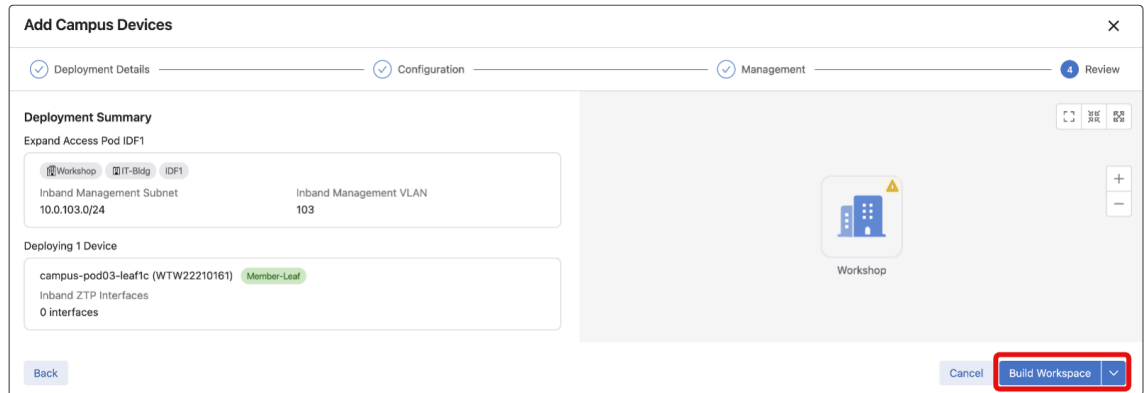 Add Campus Devices
Deployment Details
Configuration
Management
4 Review
Deployment Summary
Expand Access Pod IDF1
Workshop IT-Bldg IDF1
Inband Management Subnet Inband Management VLAN
10.0.103.0/24 103
Deploying 1 Device
campus-pod03-leaf1c (WTW22210161) Member-Leaf
Inband ZTP Interfaces
0 interfaces
Workshop
Back
Cancel
Build Workspace